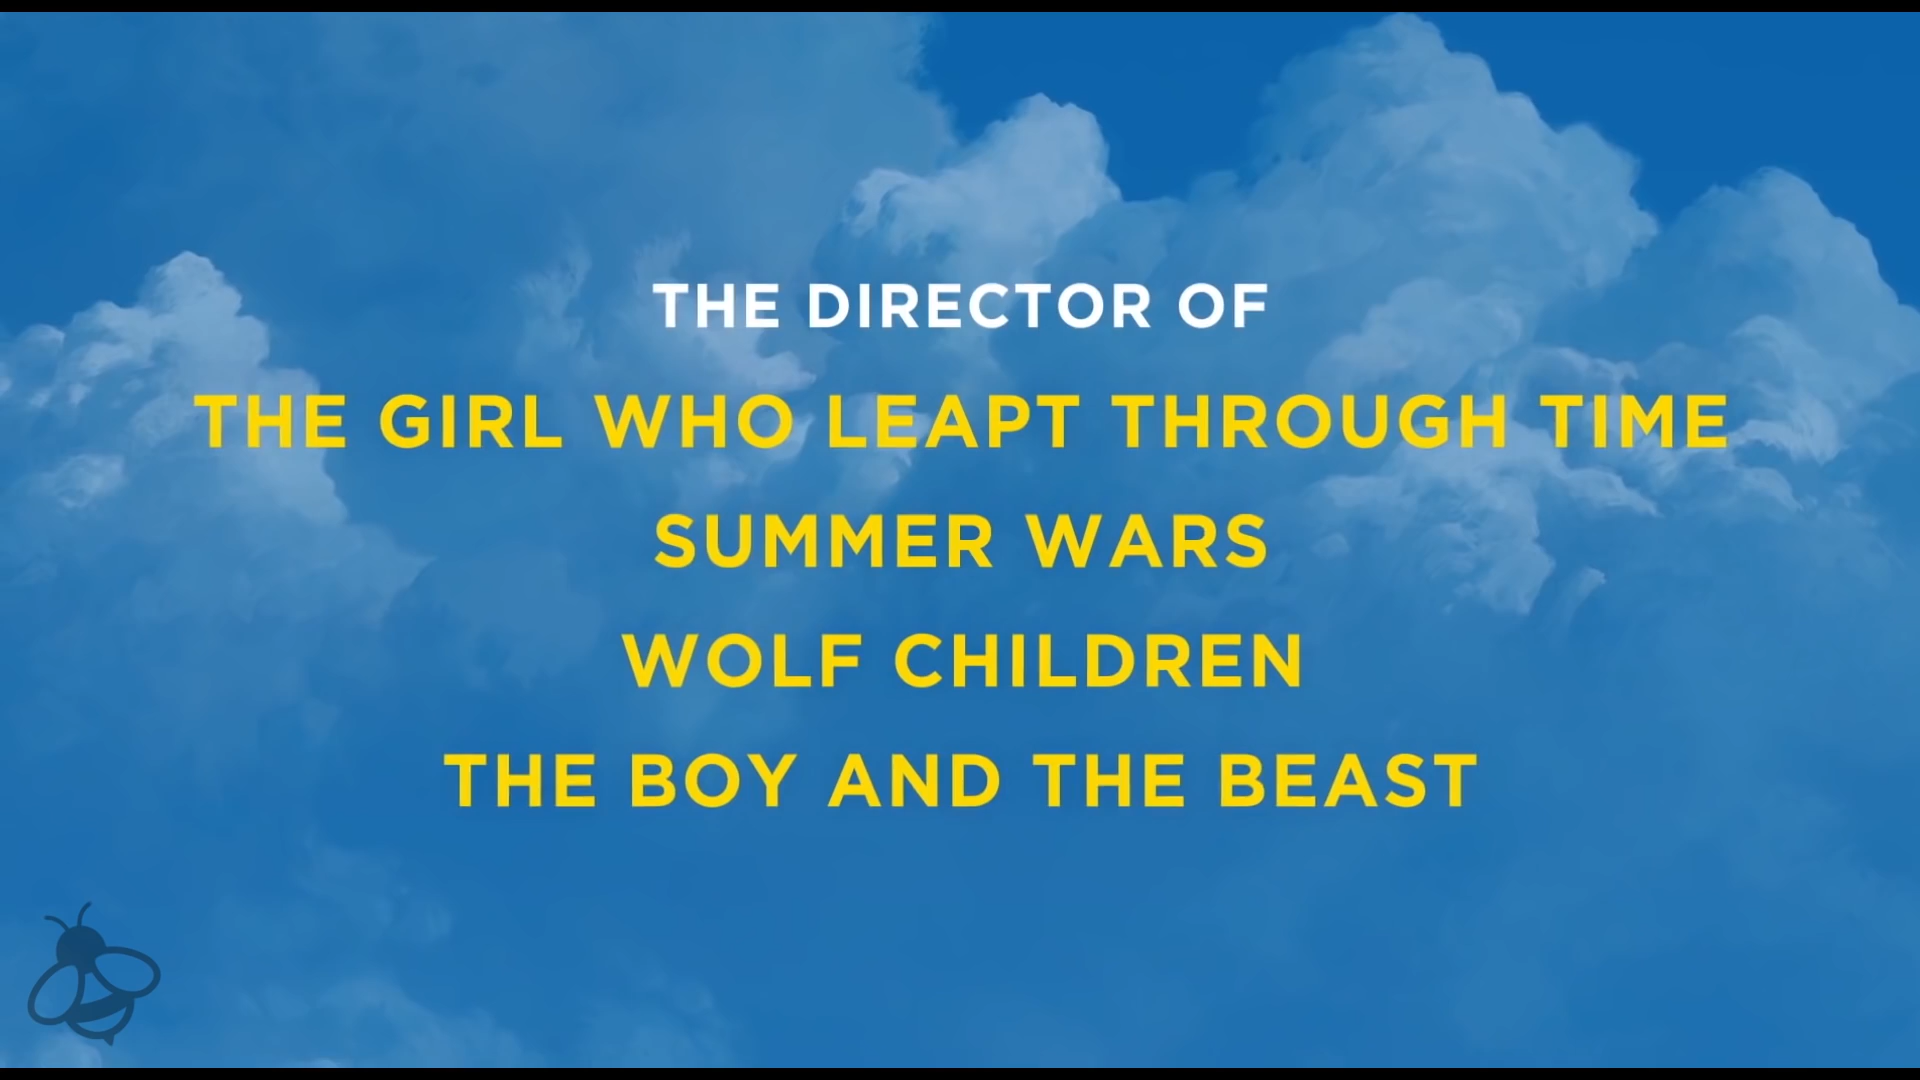 THE DIRECTOR OF
THE GIRL WHO LEAPT THROUGH TIME
SUMMER WARS
WOLF CHILDREN
THE BOY AND THE BEAST